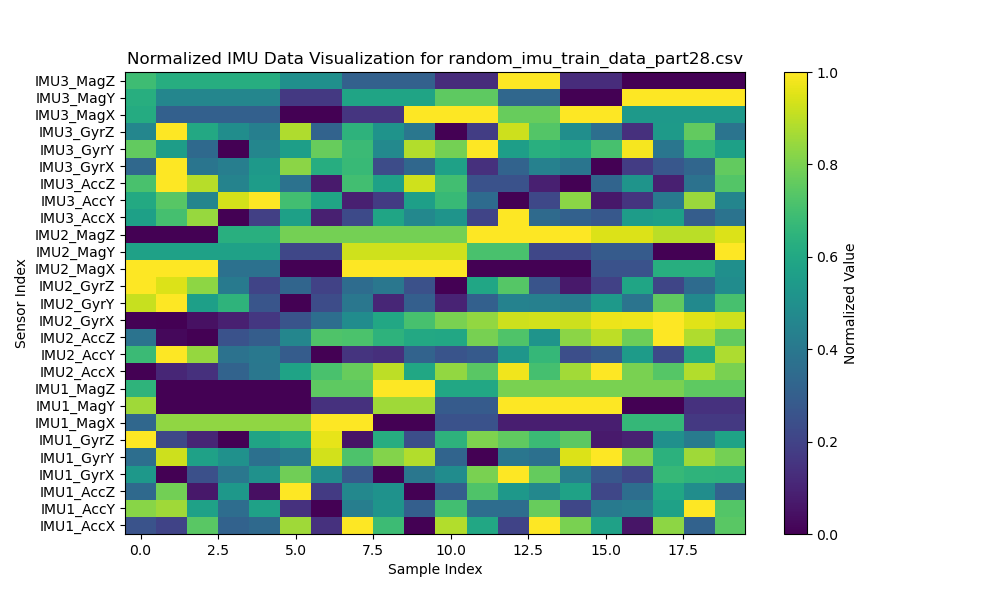 Normalized IMU Data Visualization for random_imu_train_data_part28.csv
Sensor Index
IMU3_MagZ
IMU3_MagY
IMU3_MagX
IMU3_GyrZ
IMU3_GyrY
IMU3_GyrX
IMU3_AccZ
IMU3_AccY
IMU3_AccX
IMU2_MagZ
IMU2_MagY
IMU2_MagX
IMU2_GyrZ
IMU2_GyrY
IMU2_GyrX
IMU2_AccZ
IMU2_AccY
IMU2_AccX
IMU1_MagZ
IMU1_MagY
IMU1_MagX
IMU1_GyrZ
IMU1_GyrY
IMU1_GyrX
IMU1_AccZ
IMU1_AccY
IMU1_AccX
0.0 2.5 5.0 7.5 10.0 12.5 15.0 17.5
Sample Index
1.0
0.8
0.6
0.4
0.2
0.0
Normalized Value